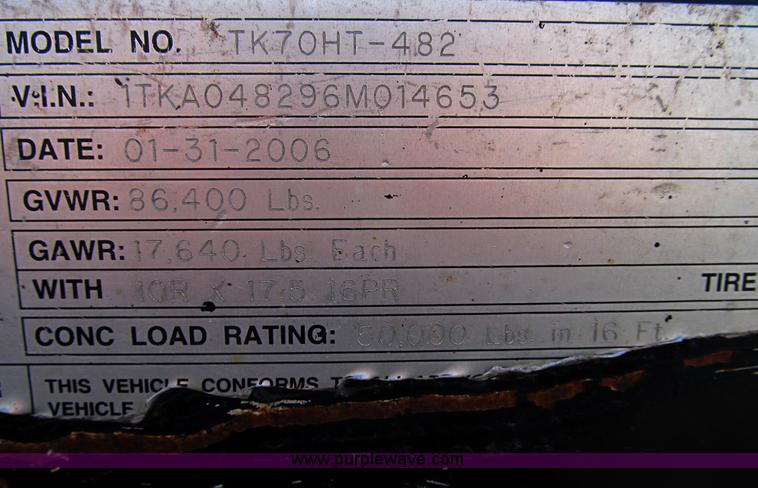 MODEL NO. TK70HT-482
V.I.N.: 1TKA048296M014653
DATE: 01-31-2006
GVWR: 86,400 Lbs.
GAWR: 17,640 Lbs Each
WITH 10R X 17.5 16PR TIRE
CONC LOAD RATING: 60,000 Lbs in 16 Ft
THIS VEHICLE CONFORMS
VEHICLE
www.purplewave.com